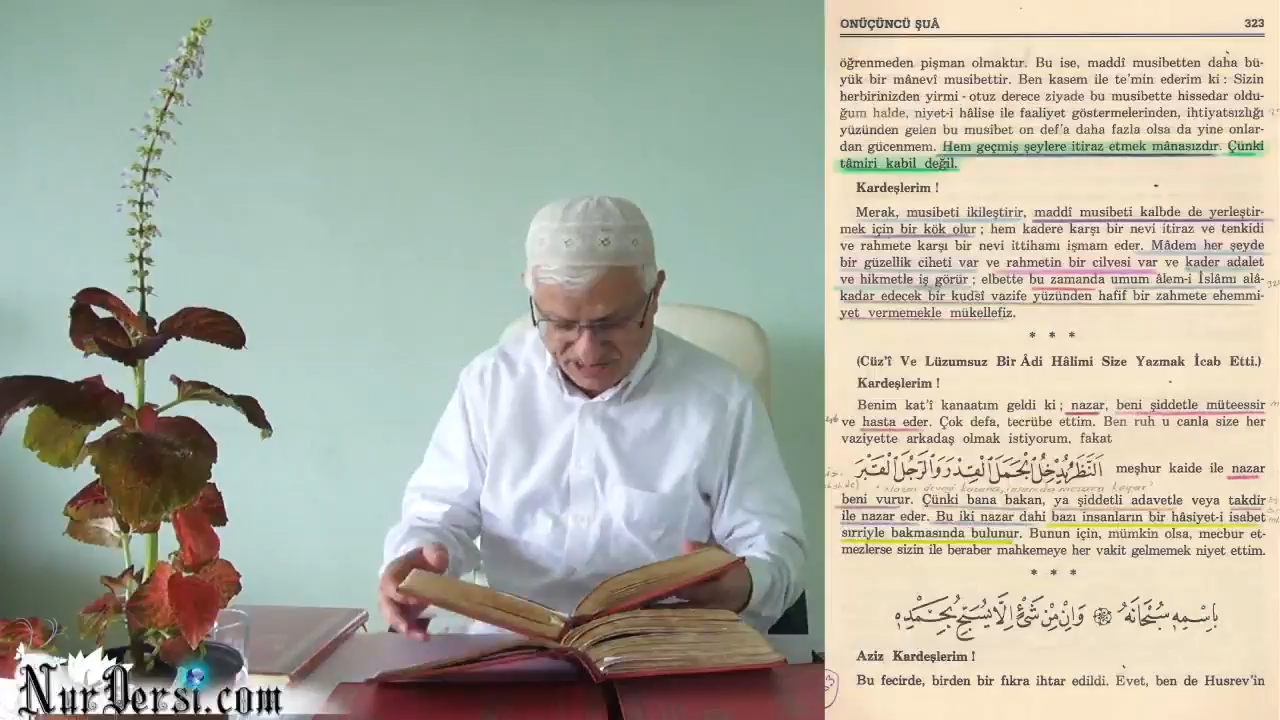 ONÜÇÜNCÜ ŞUÂ 323
öğrenmeden pişman olmaktır. Bu ise, maddî musibetten daha bü-
yük bir mânevî musibettir. Ben kasem ile te'min ederim ki : Sizin
herbirinizden yirmi - otuz derece ziyade bu musibette hissedar oldu-
ğum halde, niyet-i hâlise ile faaliyet göstermelerinden, ihtiyatsızlığı
yüzünden gelen bu musibet on def'a daha fazla olsa da yine onlar-
dan gücenmem. Hem geçmiş şeylere itiraz etmek mânasızdır. Çünki
tâmiri kabil değil.
Kardeşlerim !
Merak, musibeti ikileştirir, maddî musibeti kalbde de yerleştir-
mek için bir kök olur ; hem kadere karşı bir nevi itiraz ve tenkidi
ve rahmete karşı bir nevi ittihamı işmam eder. Mâdem her şeyde
bir güzellik ciheti var ve rahmetin bir cilvesi var ve kader adalet
ve hikmetle iş görür ; elbette bu zamanda umum âlem-i İslâmı alâ-
kadar edecek bir kudsî vazife yüzünden hafif bir zahmete ehemmi-
yet vermemekle mükellefiz.
* * *
(Cüz'î Ve Lüzumsuz Bir Âdi Hâlimi Size Yazmak İcab Etti.)
Kardeşlerim !
Benim kat'î kanaatım geldi ki ; nazar, beni şiddetle müteessir
ve hasta eder. Çok defa, tecrübe ettim. Ben ruh u canla size her
vaziyette arkadaş olmak istiyorum, fakat
اَلنَّظَرُ يُدْخِلُ الْجَمَلَ الْقِدْرَ وَالرَّجُلَ الْقَبْرَ meşhur kaide ile nazar
beni vurur. Çünki bana bakan, ya şiddetli adavetle veya takdir
ile nazar eder. Bu iki nazar dahi bazı insanların bir hâsiyet-i isabet
sırriyle bakmasında bulunur. Bunun için, mümkin olsa, mecbur et-
mezlerse sizin ile beraber mahkemeye her vakit gelmemek niyet ettim.
* * *
بِاسْمِهِ سُبْحَانَهُ وَاِنْ مِنْ شَىْءٍ اِلَّا يُسَبِّحُ بِحَمْدِهِ
Aziz Kardeşlerim !
Bu fecirde, birden bir fıkra ihtar edildi. Evet, ben de Husrev'in
NurDersi.com